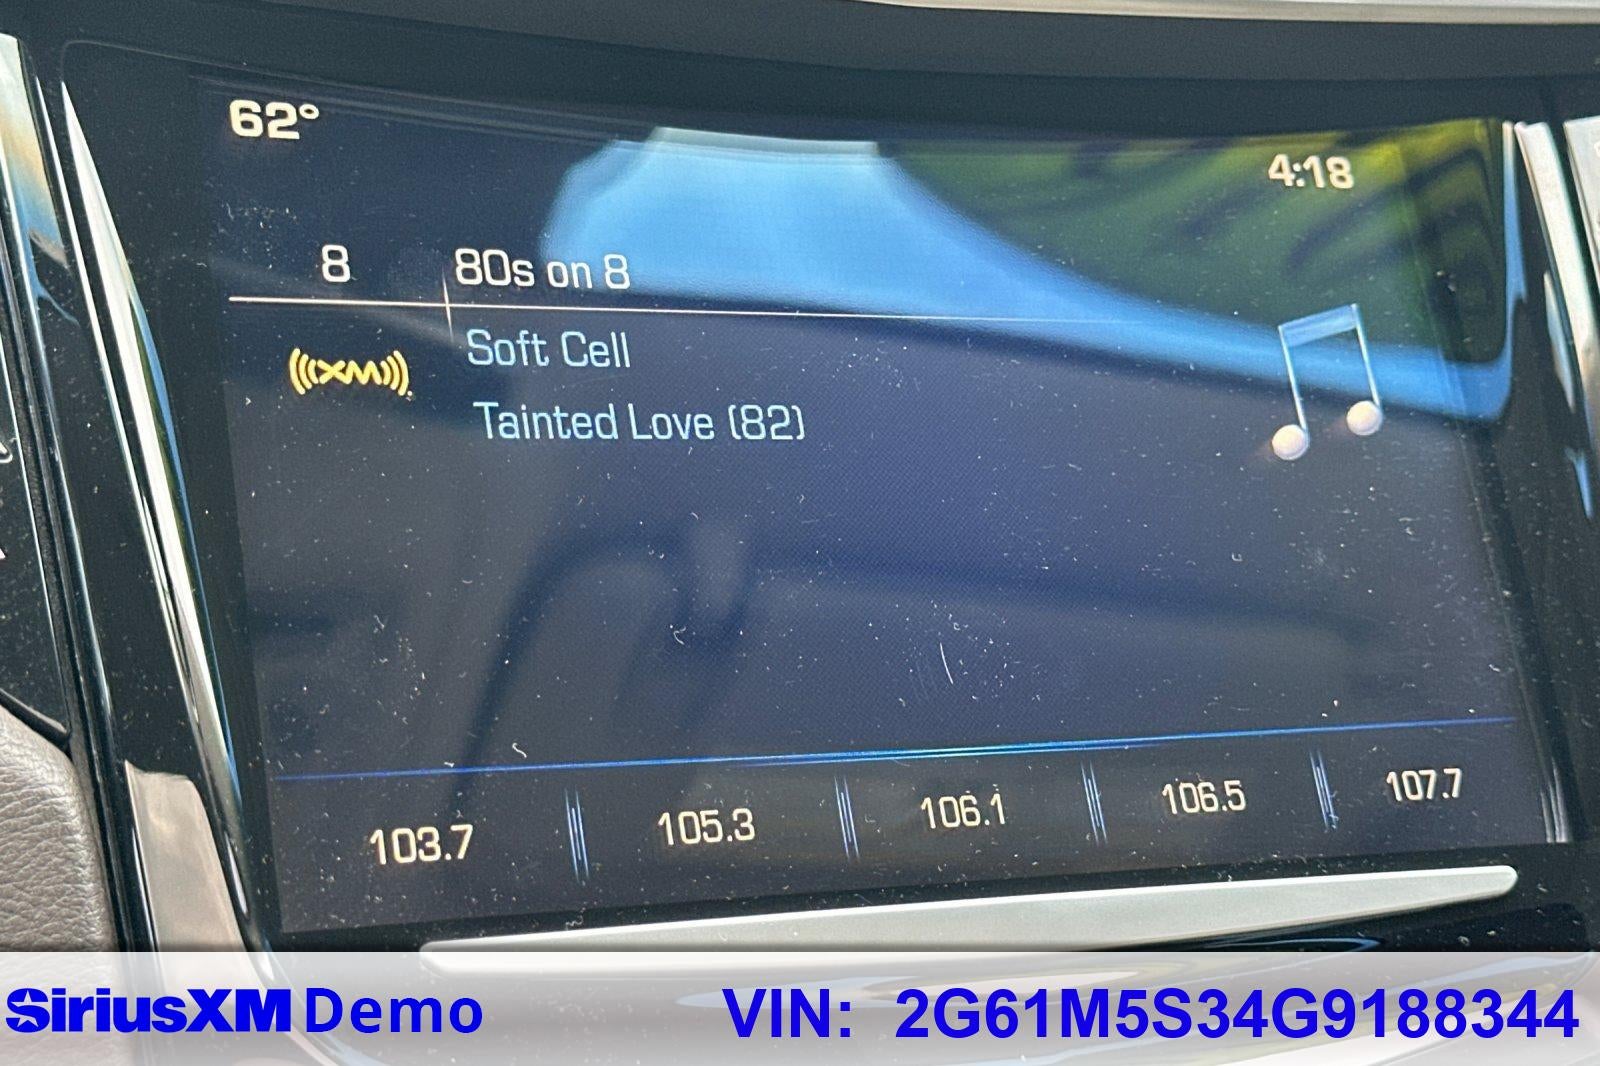 62°
4:18
8 80s on 8
((XM)) Soft Cell
Tainted Love (82)
103.7 105.3 106.1 106.5 107.7
SiriusXM Demo VIN: 2G61M5S34G9188344